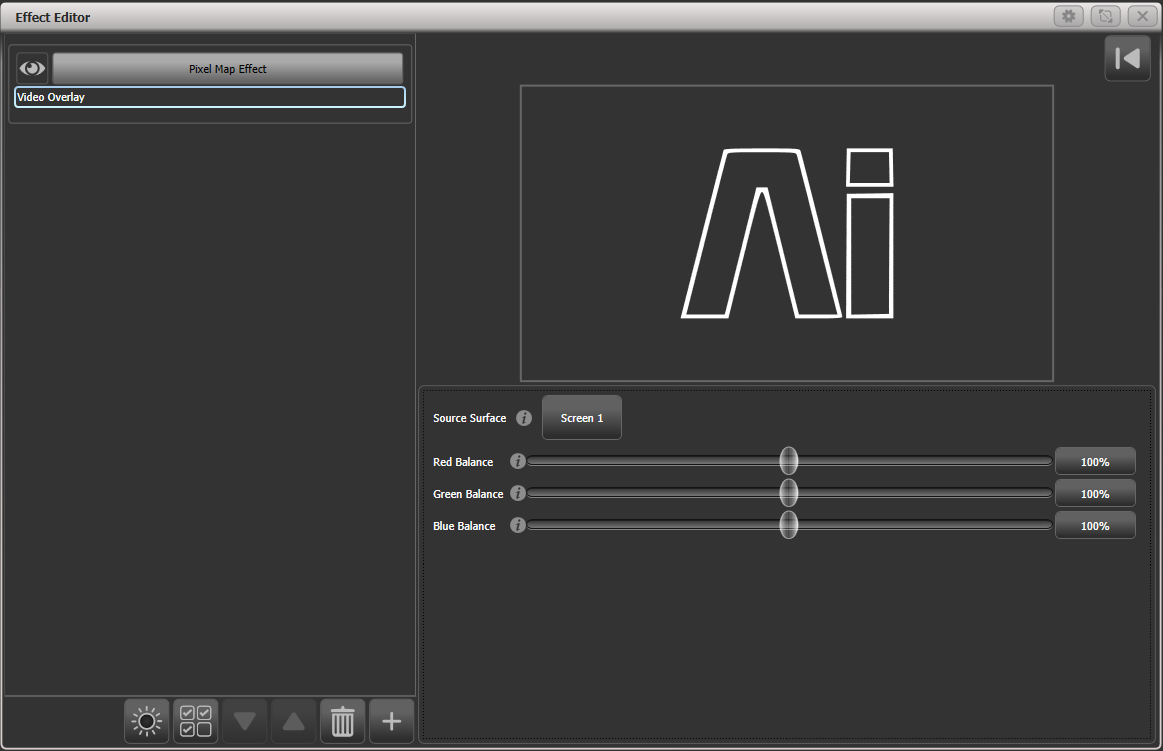 Effect Editor
Pixel Map Effect
Video Overlay
Ai
Source Surface i Screen 1
Red Balance i 100%
Green Balance i 100%
Blue Balance i 100%